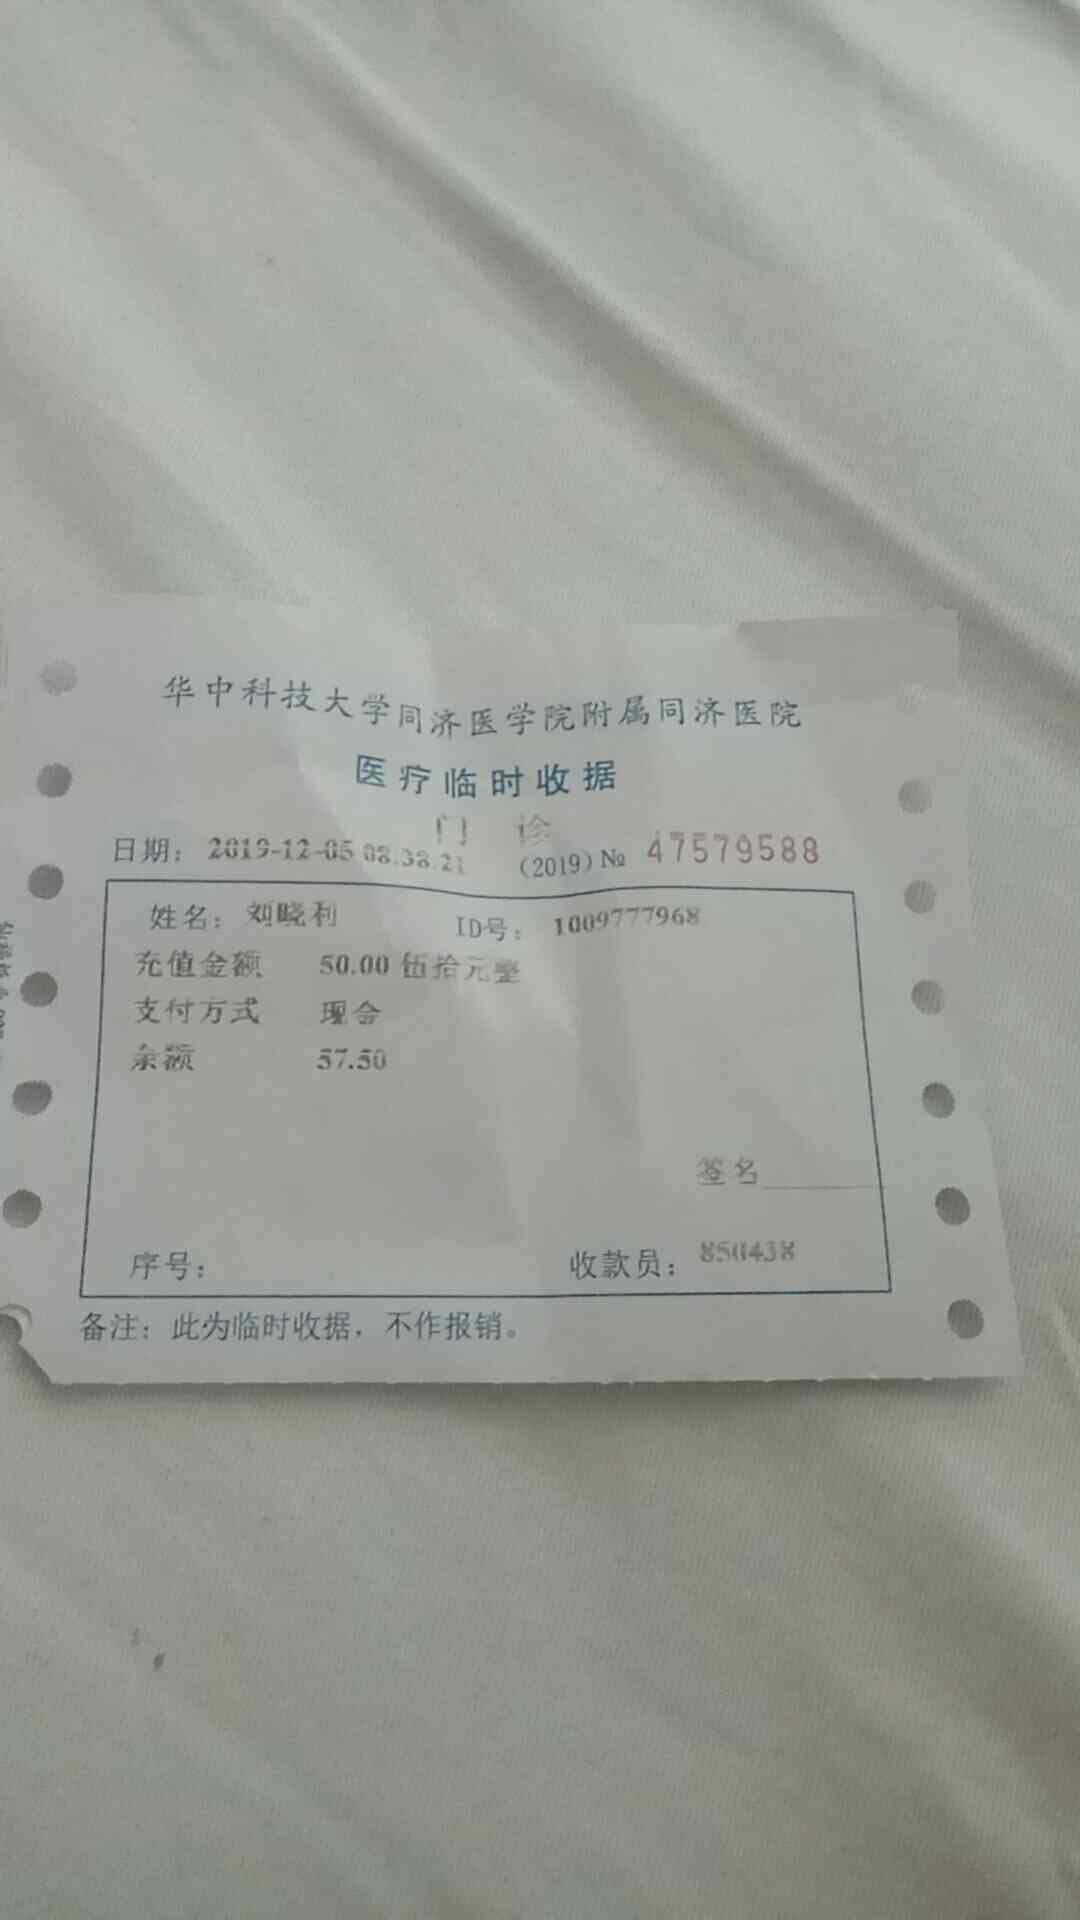 华中科技大学同济医学院附属同济医院
医疗临时收据
门 诊
日期: 2019-12-05 08:38:21 (2019) № 47579588
姓名: 刘晓利 ID号: 1009777968
充值金额 50.00 伍拾元整
支付方式 现金
余额 57.50
签名
序号: 收款员: 850438
备注: 此为临时收据, 不作报销。